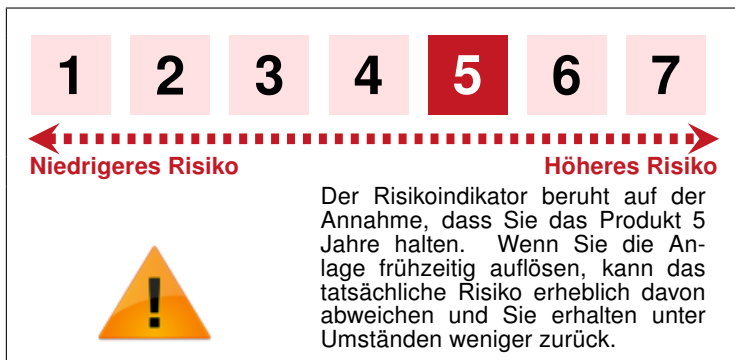 1 2 3 4 5 6 7
Niedrigeres Risiko Höheres Risiko
Der Risikoindikator beruht auf der
Annahme, dass Sie das Produkt 5
Jahre halten. Wenn Sie die An-
lage frühzeitig auflösen, kann das
tatsächliche Risiko erheblich davon
abweichen und Sie erhalten unter
Umständen weniger zurück.
!